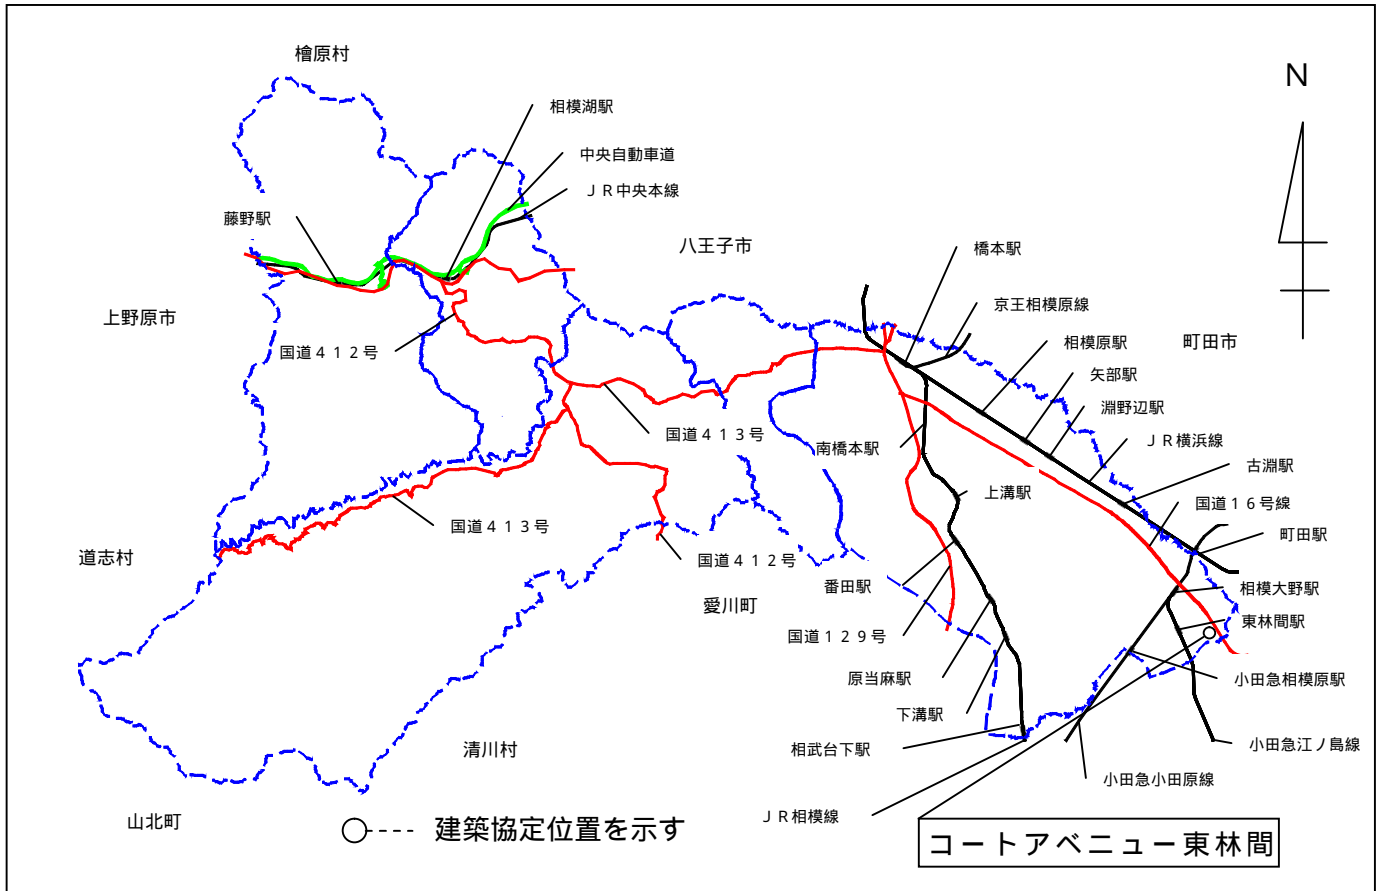 檜原村
N
相模湖駅
中央自動車道
ＪＲ中央本線
藤野駅
八王子市
橋本駅
京王相模原線
上野原市
相模原駅
町田市
国道４１２号
矢部駅
淵野辺駅
国道４１３号
南橋本駅
ＪＲ横浜線
古淵駅
上溝駅
国道１６号線
国道４１３号
町田駅
道志村
国道４１２号
番田駅
相模大野駅
愛川町
東林間駅
国道１２９号
原当麻駅
小田急相模原駅
下溝駅
清川村
相武台下駅
小田急江ノ島線
小田急小田原線
山北町
ＪＲ相模線
建築協定位置を示す
コートアベニュー東林間